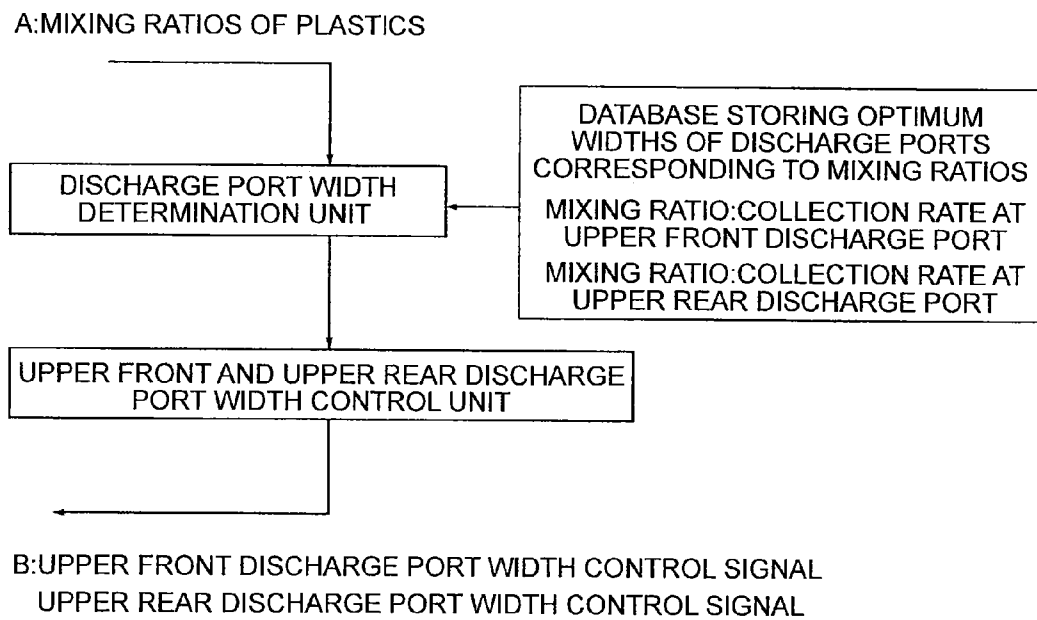 A:MIXING RATIOS OF PLASTICS
DATABASE STORING OPTIMUM
WIDTHS OF DISCHARGE PORTS
CORRESPONDING TO MIXING RATIOS
MIXING RATIO:COLLECTION RATE AT
UPPER FRONT DISCHARGE PORT
MIXING RATIO:COLLECTION RATE AT
UPPER REAR DISCHARGE PORT
DISCHARGE PORT WIDTH
DETERMINATION UNIT
UPPER FRONT AND UPPER REAR DISCHARGE
PORT WIDTH CONTROL UNIT
B:UPPER FRONT DISCHARGE PORT WIDTH CONTROL SIGNAL
UPPER REAR DISCHARGE PORT WIDTH CONTROL SIGNAL